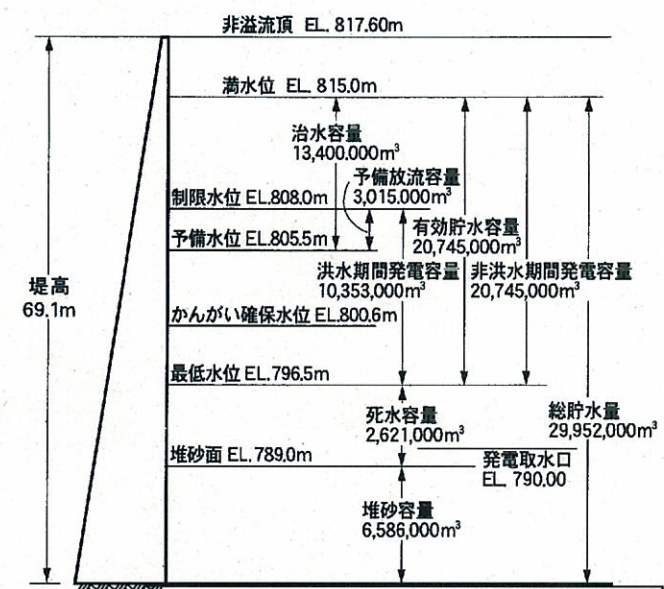 非溢流頂 EL. 817.60m
満水位 EL. 815.0m
治水容量
13,400.000m³
予備放流容量
3,015.000m³
制限水位 EL.808.0m
有効貯水容量
20,745,000m³
予備水位 EL.805.5m
洪水期間発電容量
10,353,000m³
非洪水期間発電容量
20,745,000m³
堤高
69.1m
かんがい確保水位 EL.800.6m
最低水位 EL.796.5m
死水容量
2,621,000m³
総貯水量
29,952,000m³
堆砂面 EL.789.0m
発電取水口
EL. 790.00
堆砂容量
6,586,000m³